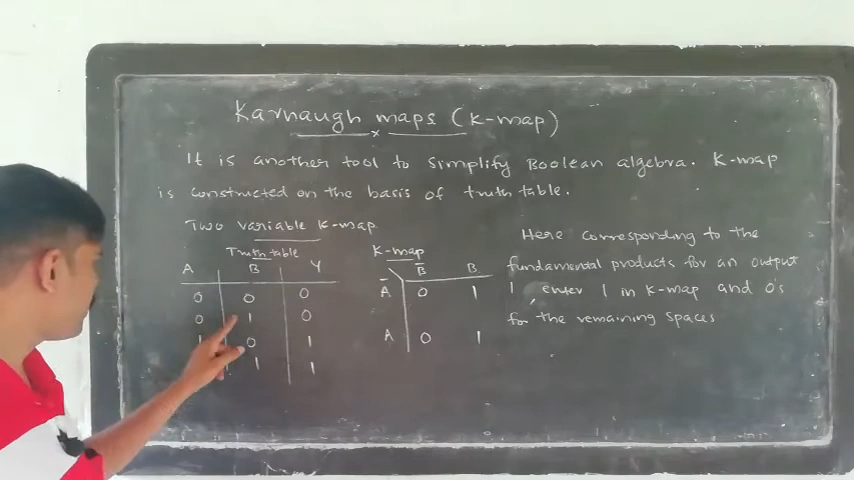 Karnaugh maps (K-map)
It is another tool to simplify Boolean algebra. K-map
is constructed on the basis of truth table.
Two variable K-map
Truth table
A B Y
0 0 0
0 1 0
1 0 1
1 1
K-map
B̅ B
A̅ 0 1
A 0 1
Here corresponding to the
fundamental products for an output
1, enter 1 in K-map and 0's
for the remaining spaces